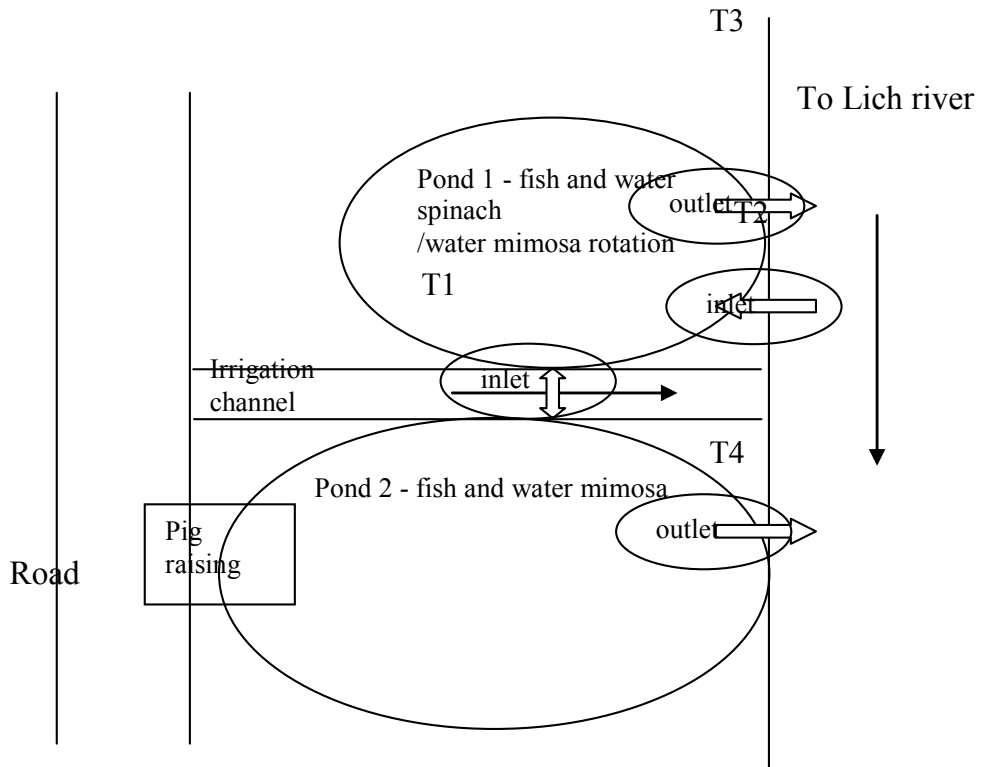 T3
To Lich river
Pond 1 - fish and water
spinach
/water mimosa rotation
outlet
T2
T1
inlet
Irrigation
channel
inlet
T4
Pond 2 - fish and water mimosa
outlet
Pig
raising
Road